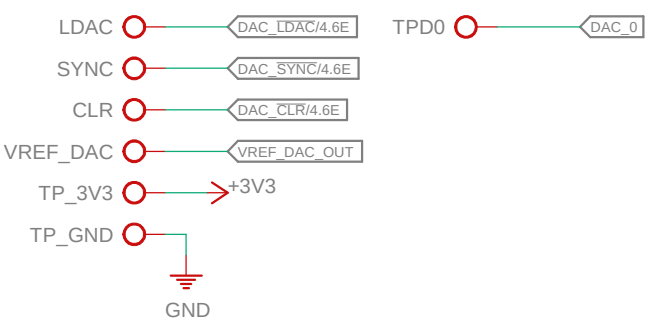 LDAC DAC_LDAC/4.6E TPD0 DAC_0
SYNC DAC_SYNC/4.6E
CLR DAC_CLR/4.6E
VREF_DAC VREF_DAC_OUT
TP_3V3 +3V3
TP_GND
GND